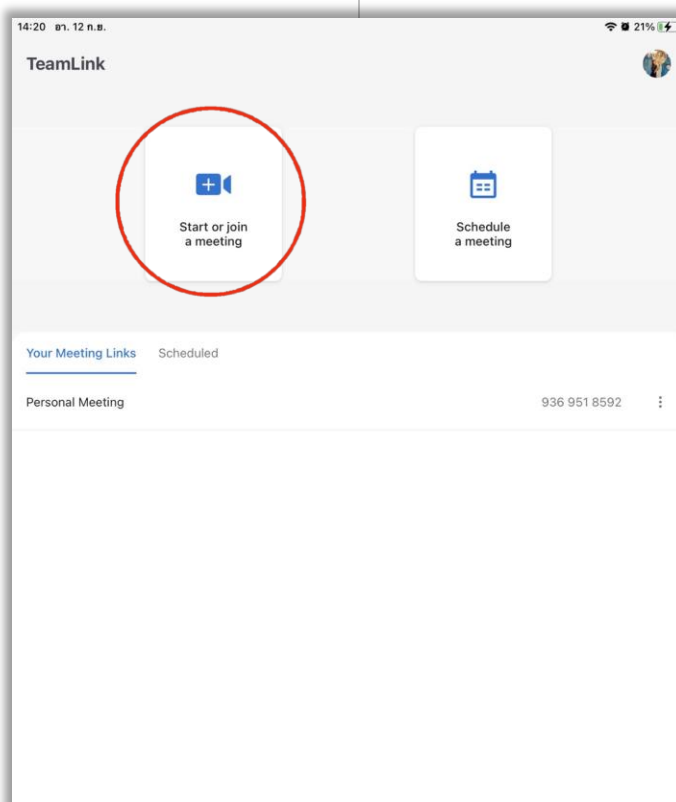 14:20 อา. 12 ก.ย.
21%
TeamLink
Start or join
a meeting
Schedule
a meeting
Your Meeting Links
Scheduled
Personal Meeting
936 951 8592